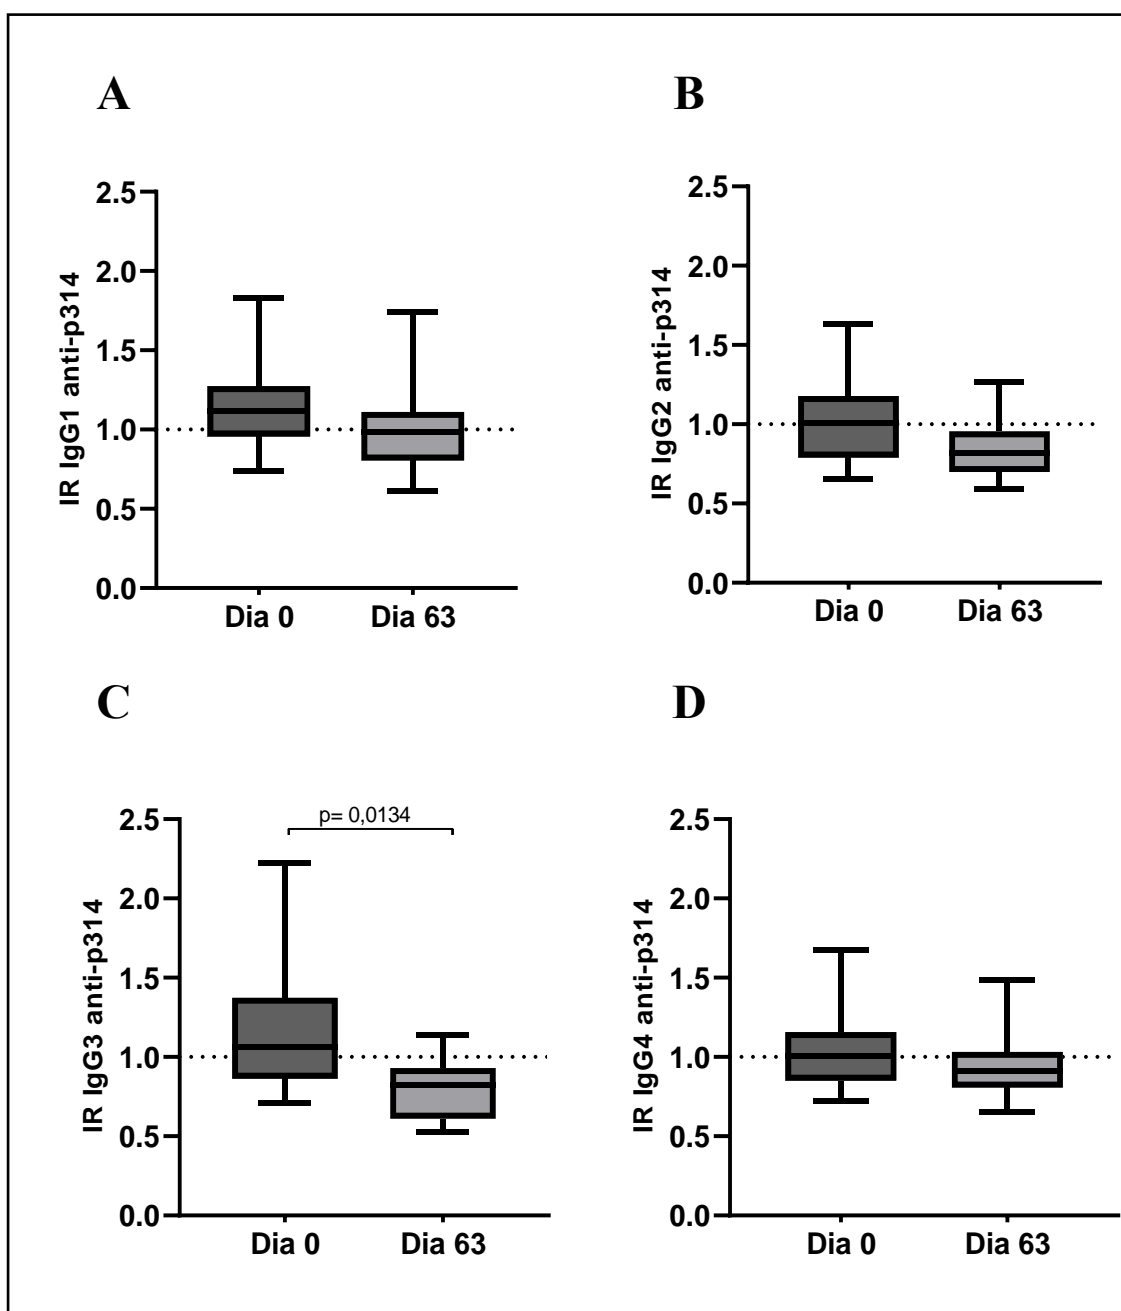 A
B
IR IgG1 anti-p314
2.5
2.0
1.5
1.0
0.5
0.0
Dia 0 Dia 63
IR IgG2 anti-p314
2.5
2.0
1.5
1.0
0.5
0.0
Dia 0 Dia 63
C
D
IR IgG3 anti-p314
2.5
2.0
1.5
1.0
0.5
0.0
p= 0,0134
Dia 0 Dia 63
IR IgG4 anti-p314
2.5
2.0
1.5
1.0
0.5
0.0
Dia 0 Dia 63